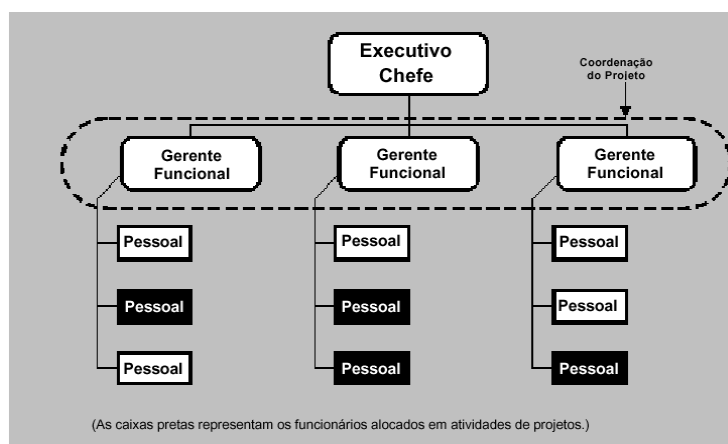 Executivo
Chefe
Coordenação
do Projeto
Gerente
Funcional
Gerente
Funcional
Gerente
Funcional
Pessoal
Pessoal
Pessoal
Pessoal
Pessoal
Pessoal
Pessoal
Pessoal
Pessoal
(As caixas pretas representam os funcionários alocados em atividades de projetos.)